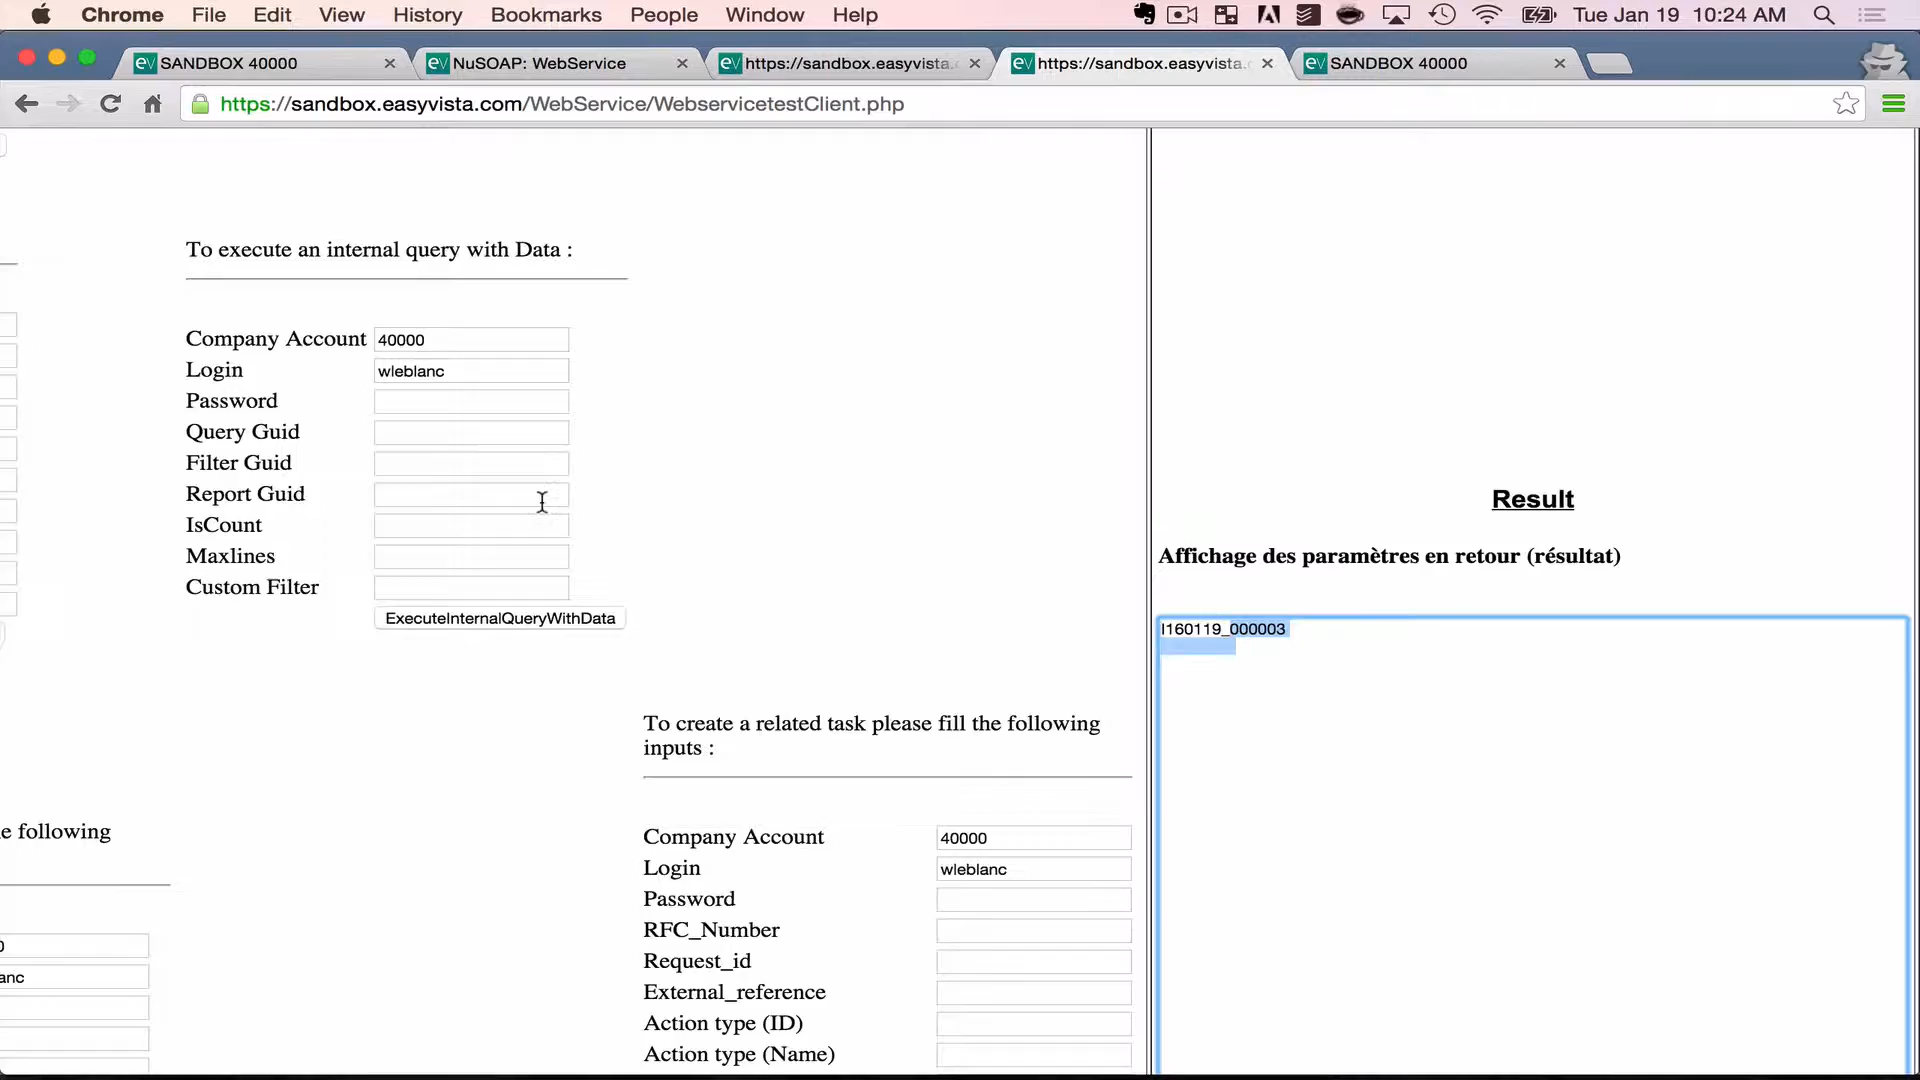 Chrome File Edit View History Bookmarks People Window Help Tue Jan 19 10:24 AM
SANDBOX 40000
NuSOAP: WebService
https://sandbox.easyvista.
https://sandbox.easyvista.
SANDBOX 40000
https://sandbox.easyvista.com/WebService/WebservicetestClient.php
To execute an internal query with Data :
Company Account 40000
Login wleblanc
Password
Query Guid
Filter Guid
Report Guid
IsCount
Maxlines
Custom Filter
ExecuteInternalQueryWithData
Result
Affichage des paramètres en retour (résultat)
I160119_000003
To create a related task please fill the following
inputs :
Company Account 40000
Login wleblanc
Password
RFC_Number
Request_id
External_reference
Action type (ID)
Action type (Name)
e following
0
anc